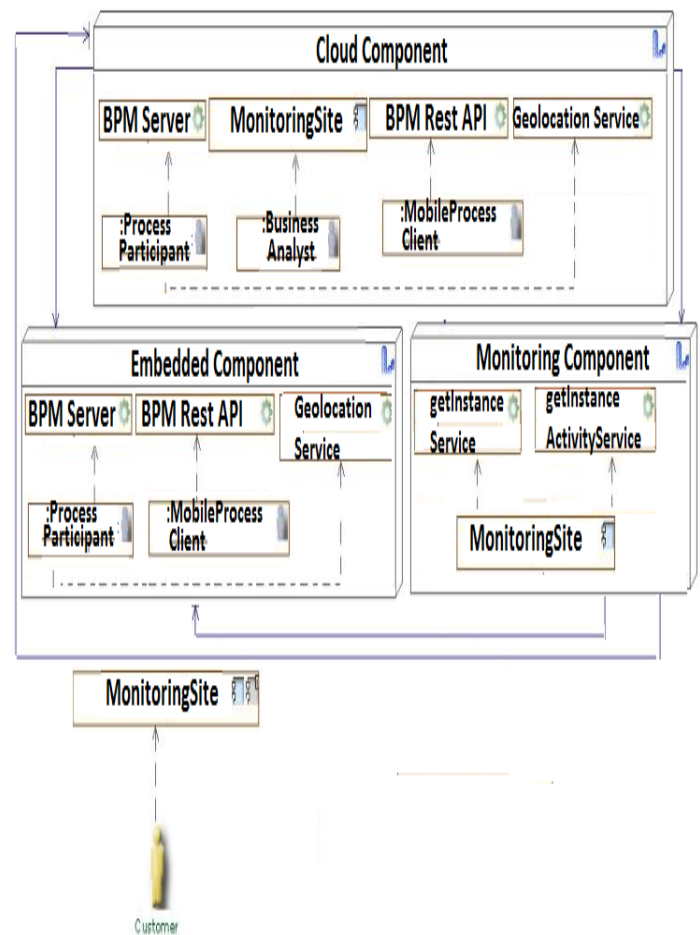 Cloud Component
BPM Server
MonitoringSite
BPM Rest API
Geolocation Service
:Process
Participant
:Business
Analyst
:MobileProcess
Client
Embedded Component
BPM Server
BPM Rest API
Geolocation
Service
:Process
Participant
:MobileProcess
Client
Monitoring Component
getInstance
Service
getInstance
ActivityService
MonitoringSite
MonitoringSite
Customer